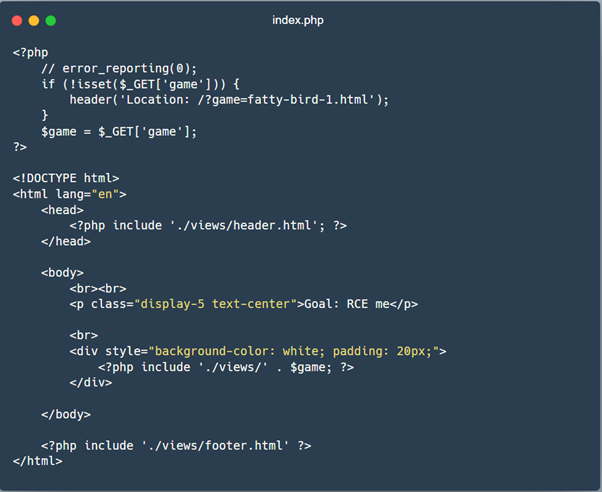 index.php
<?php
    // error_reporting(0);
    if (!isset($_GET['game'])) {
        header('Location: /?game=fatty-bird-1.html');
    }
    $game = $_GET['game'];
?>
<!DOCTYPE html>
<html lang="en">
    <head>
        <?php include './views/header.html'; ?>
    </head>
    <body>
        <br><br>
        <p class="display-5 text-center">Goal: RCE me</p>
        <br>
        <div style="background-color: white; padding: 20px;">
            <?php include './views/' . $game; ?>
        </div>
    </body>
    <?php include './views/footer.html' ?>
</html>